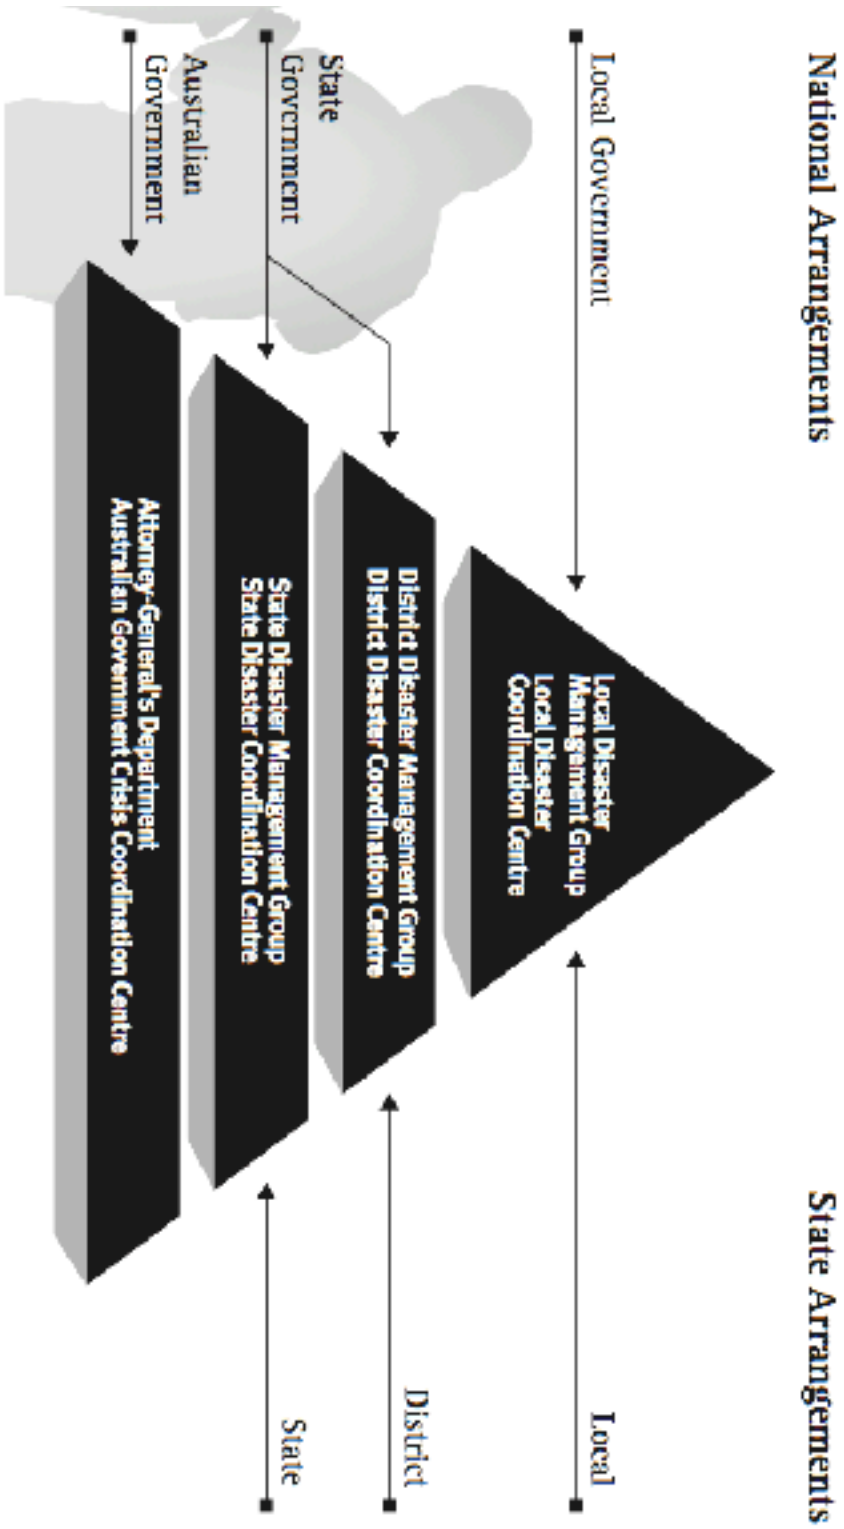 National Arrangements
State Arrangements
Local Government
Local
Local Disaster
Management Group
Local Disaster
Coordination Centre
State
Government
District
District Disaster Management Group
District Disaster Coordination Centre
State
State Disaster Management Group
State Disaster Coordination Centre
Australian
Government
Attorney-General's Department
Australian Government Crisis Coordination Centre